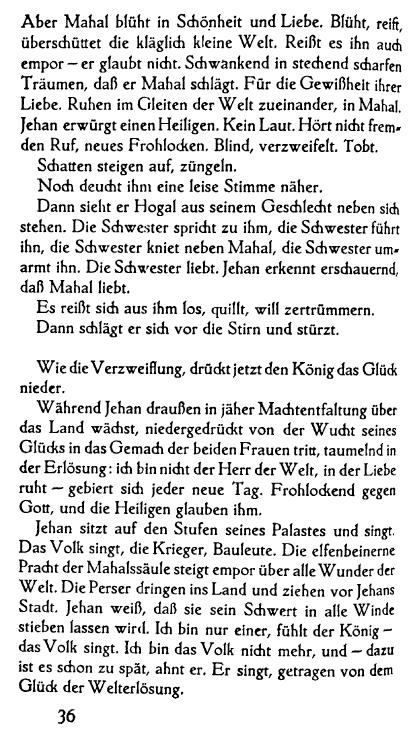 Aber Mahal blüht in Schönheit und Liebe. Blüht, reift,
überschüttet die kläglich kleine Welt. Reißt es ihn auch
empor – er glaubt nicht. Schwankend in stechend scharfen
Träumen, daß er Mahal schlägt. Für die Gewißheit ihrer
Liebe. Ruhen im Gleiten der Welt zueinander, in Mahal.
Jehan erwürgt einen Heiligen. Kein Laut. Hört nicht frem-
den Ruf, neues Frohlocken. Blind, verzweifelt. Tobt.
Schatten steigen auf, züngeln.
Noch deucht ihm eine leise Stimme näher.
Dann sieht er Hogal aus seinem Geschlecht neben sich
stehen. Die Schwester spricht zu ihm, die Schwester führt
ihn, die Schwester kniet neben Mahal, die Schwester um-
armt ihn. Die Schwester liebt. Jehan erkennt erschauernd,
daß Mahal liebt.
Es reißt sich aus ihm los, quillt, will zertrümmern.
Dann schlägt er sich vor die Stirn und stürzt.
Wie die Verzweiflung, drückt jetzt den König das Glück
nieder.
Während Jehan draußen in jäher Machtentfaltung über
das Land wächst, niedergedrückt von der Wucht seines
Glücks in das Gemach der beiden Frauen tritt, taumelnd in
der Erlösung: ich bin nicht der Herr der Welt, in der Liebe
ruht – gebiert sich jeder neue Tag. Frohlockend gegen
Gott, und die Heiligen glauben ihm.
Jehan sitzt auf den Stufen seines Palastes und singt.
Das Volk singt, die Krieger, Bauleute. Die elfenbeinerne
Pracht der Mahalssäule steigt empor über alle Wunder der
Welt. Die Perser dringen ins Land und ziehen vor Jehans
Stadt. Jehan weiß, daß sie sein Schwert in alle Winde
stieben lassen wird. Ich bin nur einer, fühlt der König –
das Volk singt. Ich bin das Volk nicht mehr, und – dazu
ist es schon zu spät, ahnt er. Er singt, getragen von dem
Glück der Welterlösung.
36